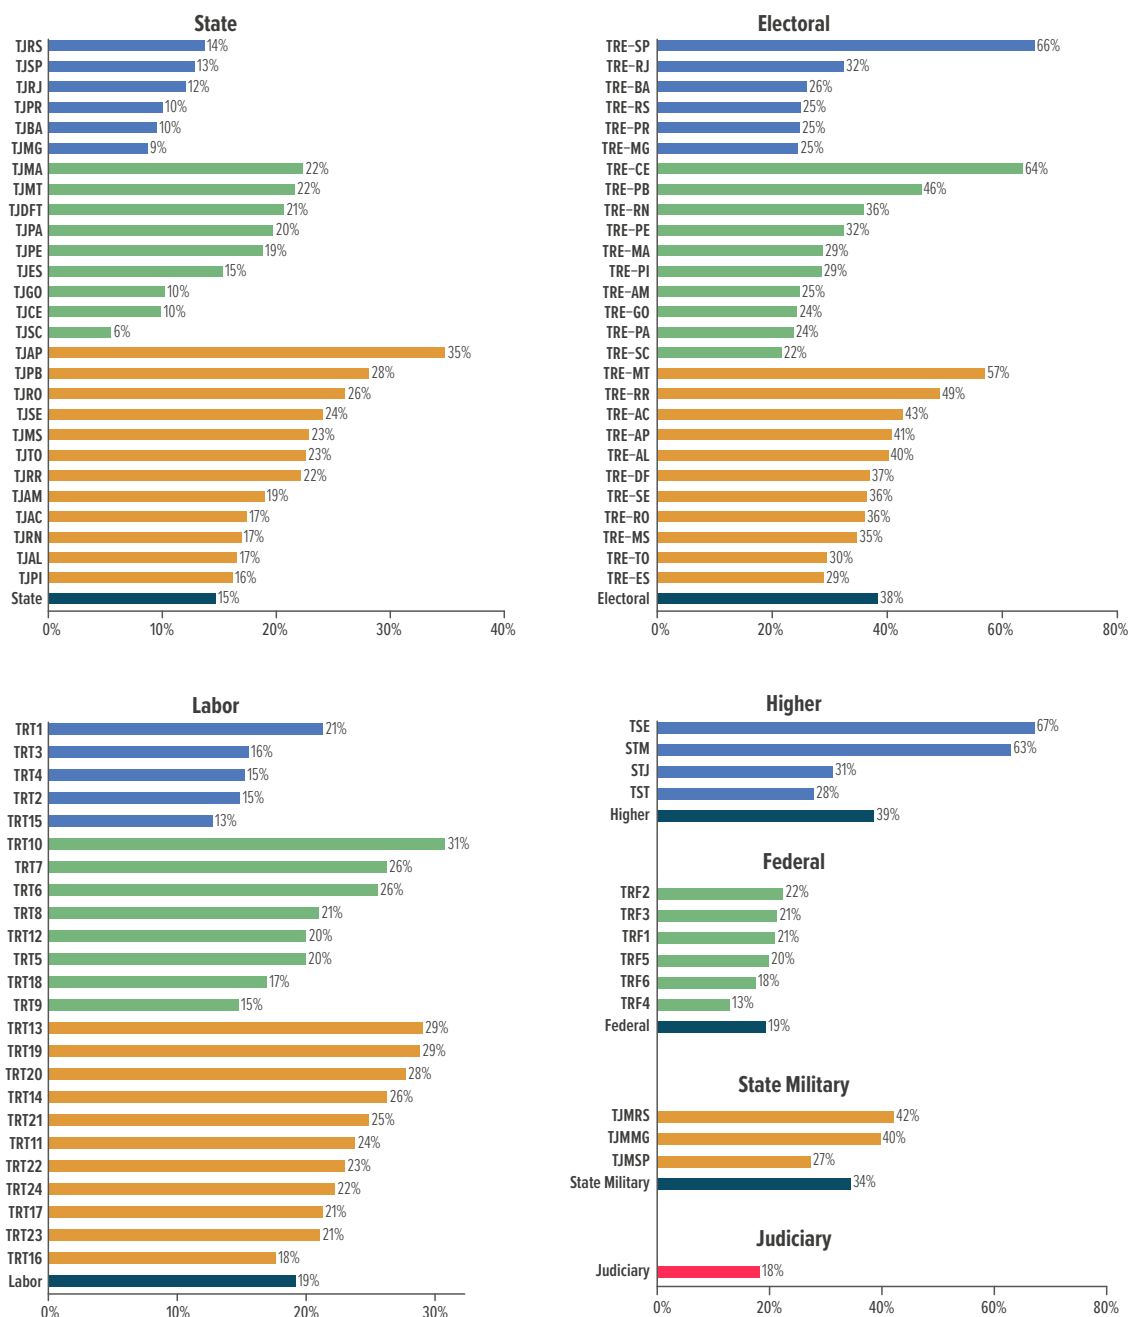 State
TJRS 14%
TJSP 13%
TJRJ 12%
TJPR 10%
TJBA 10%
TJMG 9%
TJMA 22%
TJMT 22%
TJDFT 21%
TJPA 20%
TJPE 19%
TJES 15%
TJGO 10%
TJCE 10%
TJSC 6%
TJAP 35%
TJPB 28%
TJRO 26%
TJSE 24%
TJMS 23%
TJTO 23%
TJRR 22%
TJAM 19%
TJAC 17%
TJRN 17%
TJAL 17%
TJPI 16%
State 15%
0% 10% 20% 30% 40%
Electoral
TRE-SP 66%
TRE-RJ 32%
TRE-BA 26%
TRE-RS 25%
TRE-PR 25%
TRE-MG 25%
TRE-CE 64%
TRE-PB 46%
TRE-RN 36%
TRE-PE 32%
TRE-MA 29%
TRE-PI 29%
TRE-AM 25%
TRE-GO 24%
TRE-PA 24%
TRE-SC 22%
TRE-MT 57%
TRE-RR 49%
TRE-AC 43%
TRE-AP 41%
TRE-AL 40%
TRE-DF 37%
TRE-SE 36%
TRE-RO 36%
TRE-MS 35%
TRE-TO 30%
TRE-ES 29%
Electoral 38%
0% 20% 40% 60% 80%
Labor
TRT1 21%
TRT3 16%
TRT4 15%
TRT2 15%
TRT15 13%
TRT10 31%
TRT7 26%
TRT6 26%
TRT8 21%
TRT12 20%
TRT5 20%
TRT18 17%
TRT9 15%
TRT13 29%
TRT19 29%
TRT20 28%
TRT14 26%
TRT21 25%
TRT11 24%
TRT22 23%
TRT24 22%
TRT17 21%
TRT23 21%
TRT16 18%
Labor 19%
0% 10% 20% 30%
Higher
TSE 67%
STM 63%
STJ 31%
TST 28%
Higher 39%
Federal
TRF2 22%
TRF3 21%
TRF1 21%
TRF5 20%
TRF6 18%
TRF4 13%
Federal 19%
State Military
TJMRS 42%
TJMMG 40%
TJMSP 27%
State Military 34%
Judiciary
Judiciary 18%
0% 20% 40% 60% 80%